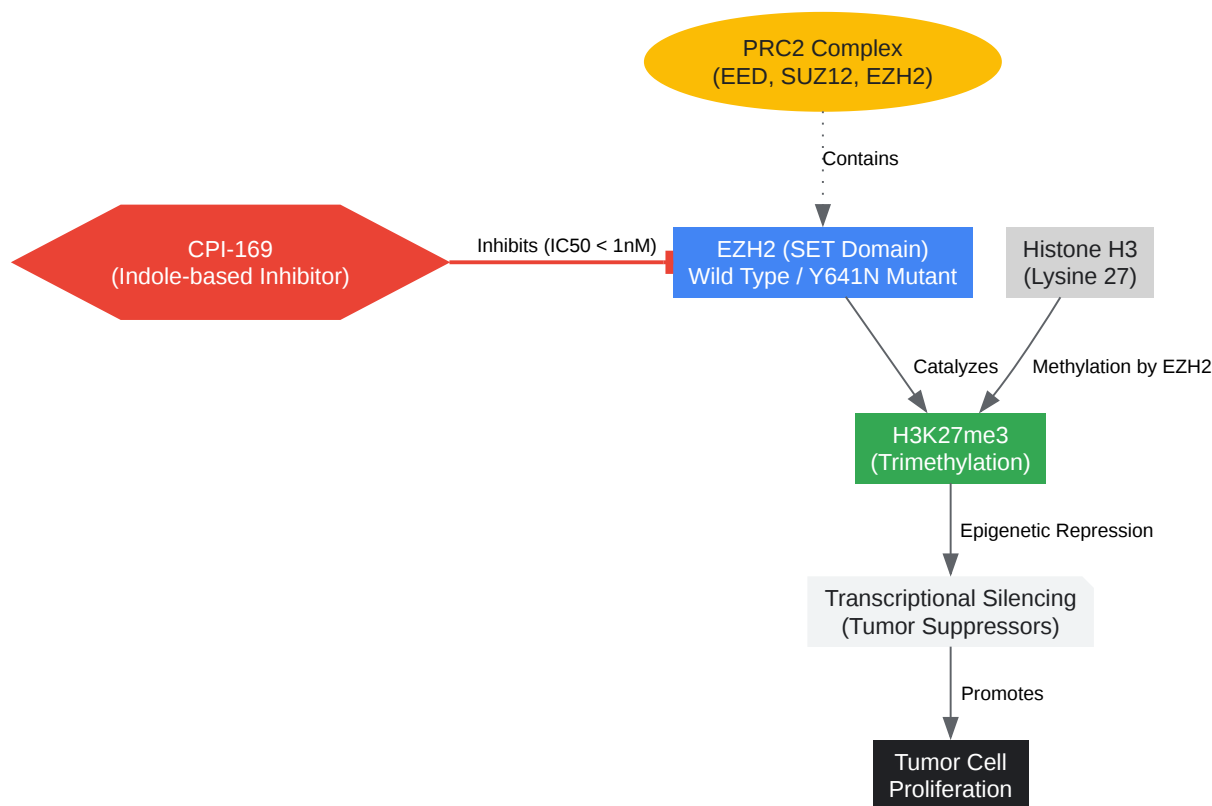 PRC2 Complex
(EED, SUZ12, EZH2)
Contains
CPI-169
(Indole-based Inhibitor)
Inhibits (IC50 < 1nM)
EZH2 (SET Domain)
Wild Type / Y641N Mutant
Histone H3
(Lysine 27)
Catalyzes
Methylation by EZH2
H3K27me3
(Trimethylation)
Epigenetic Repression
Transcriptional Silencing
(Tumor Suppressors)
Promotes
Tumor Cell
Proliferation